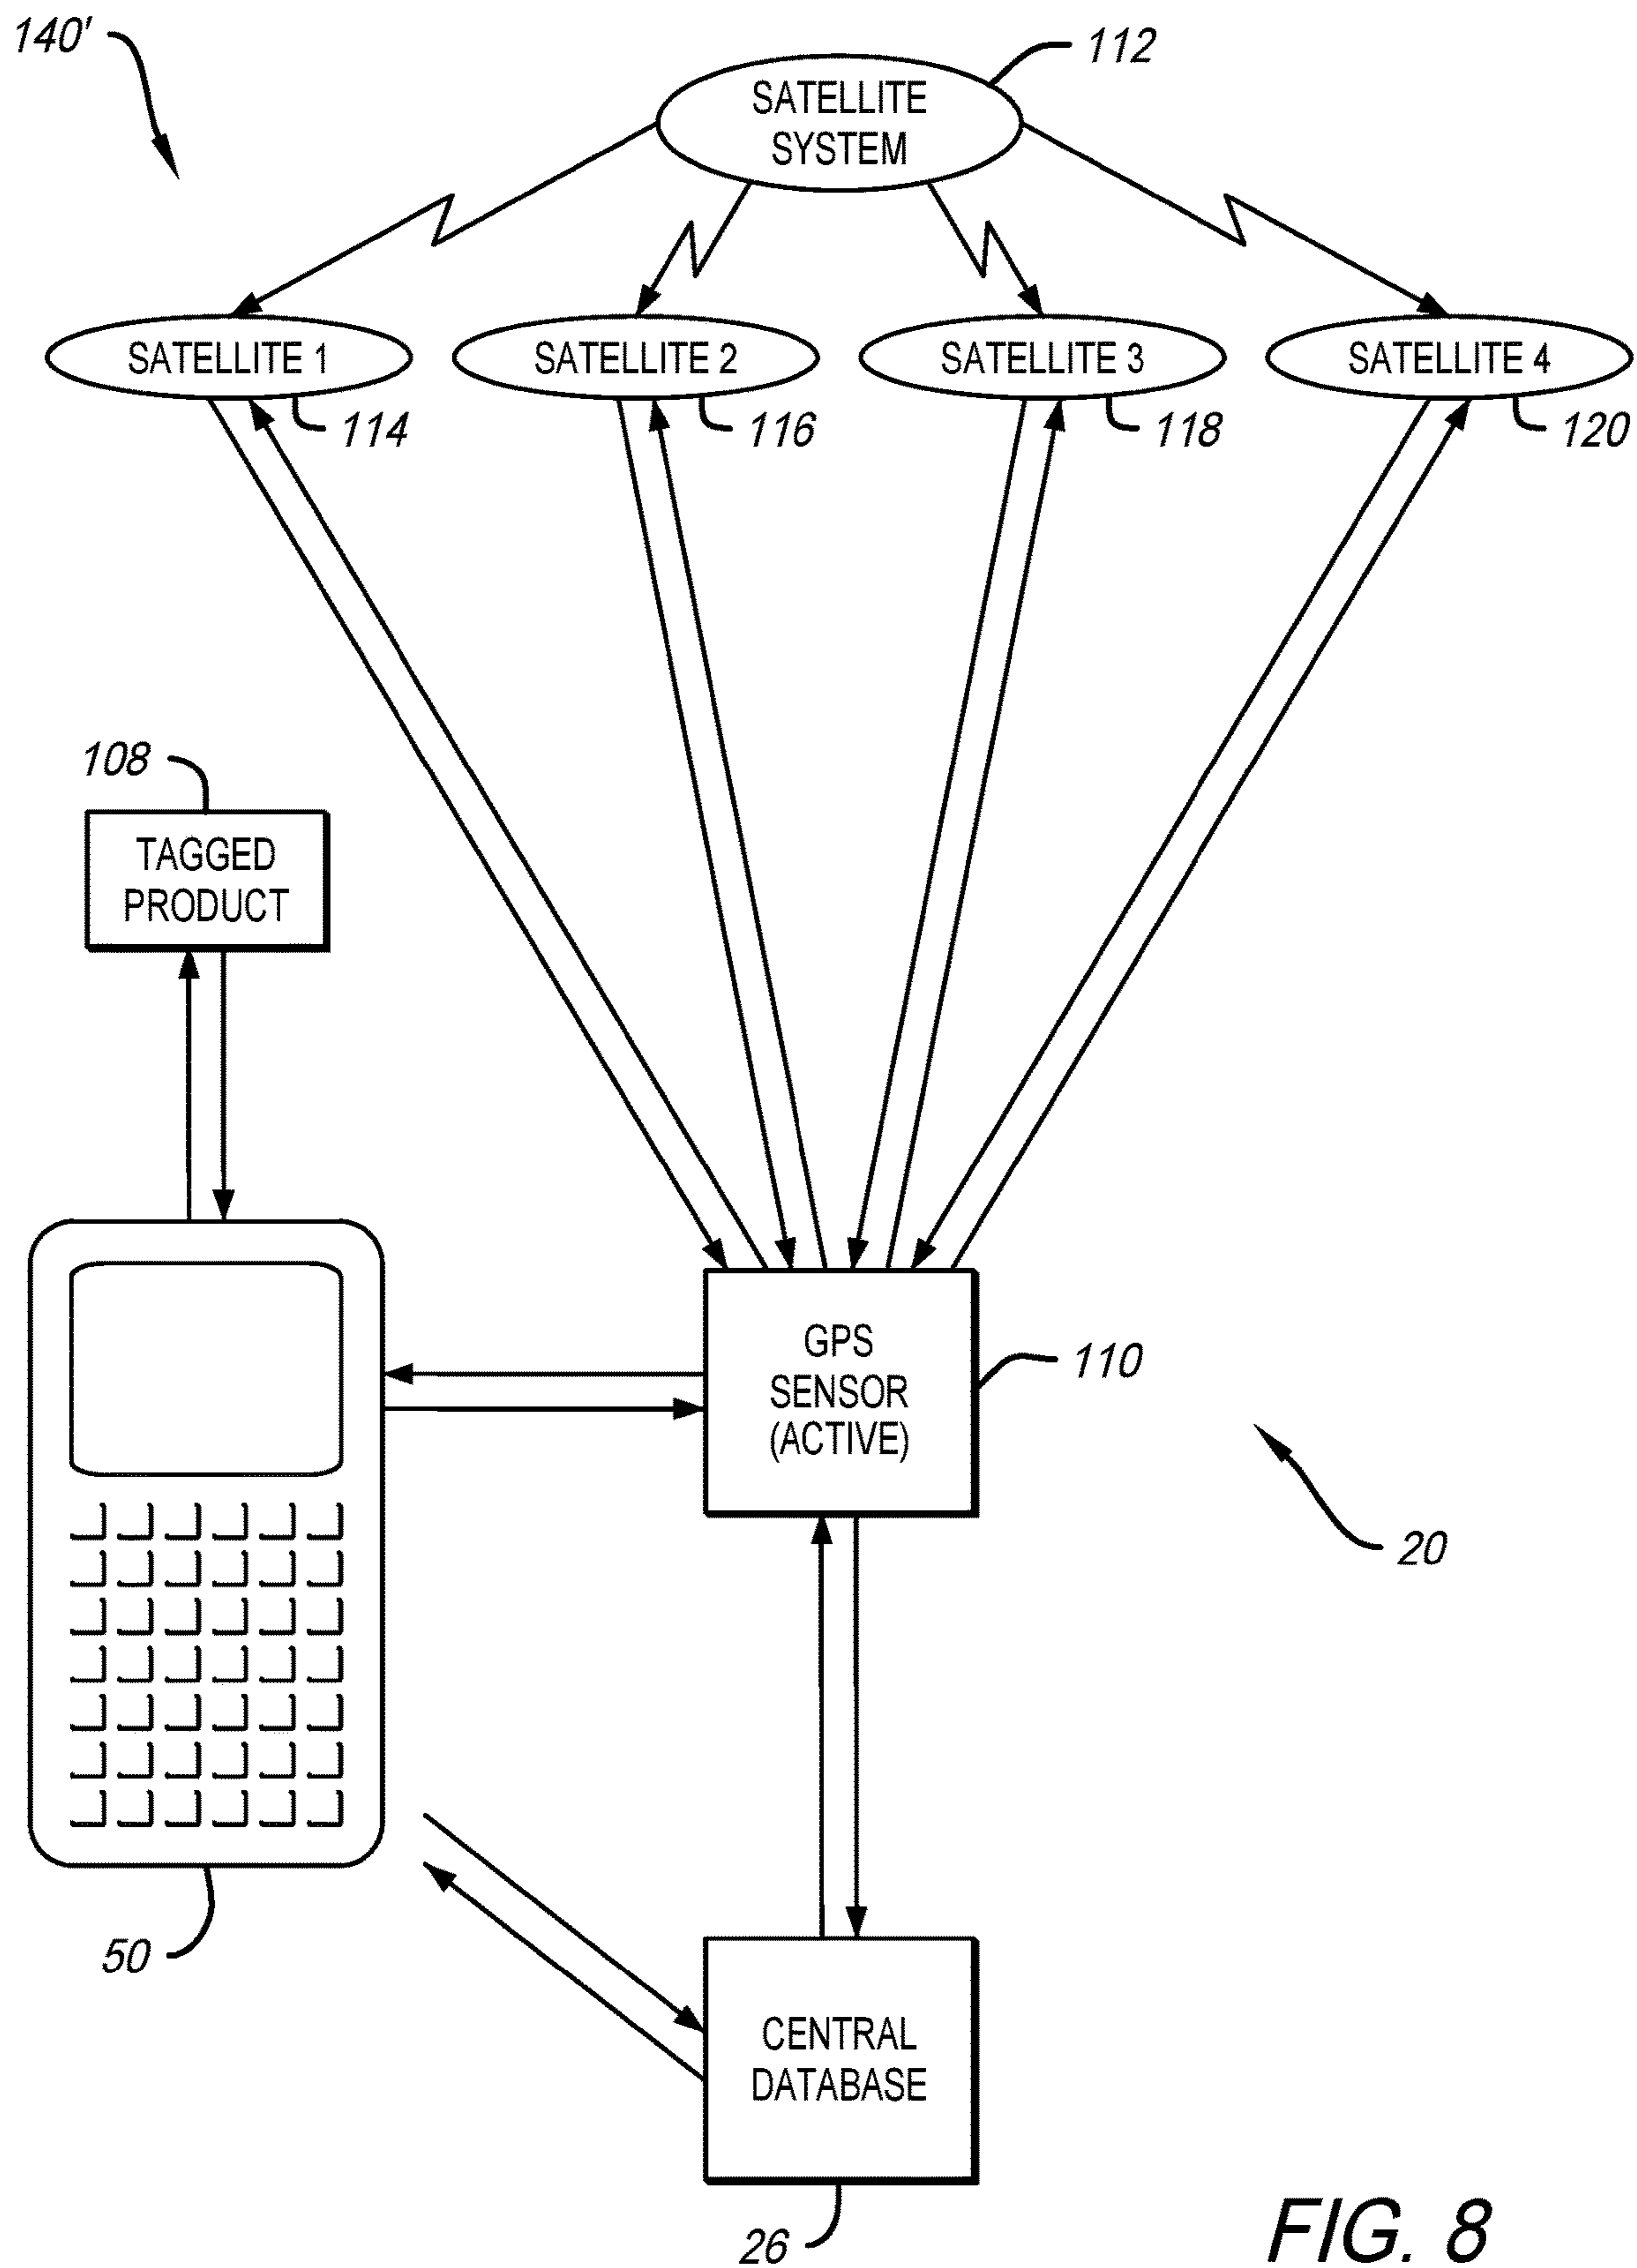 140'
112
SATELLITE
SYSTEM
SATELLITE 1
SATELLITE 2
SATELLITE 3
SATELLITE 4
114
116
118
120
108
TAGGED
PRODUCT
GPS
SENSOR
(ACTIVE)
110
20
50
CENTRAL
DATABASE
26
FIG. 8